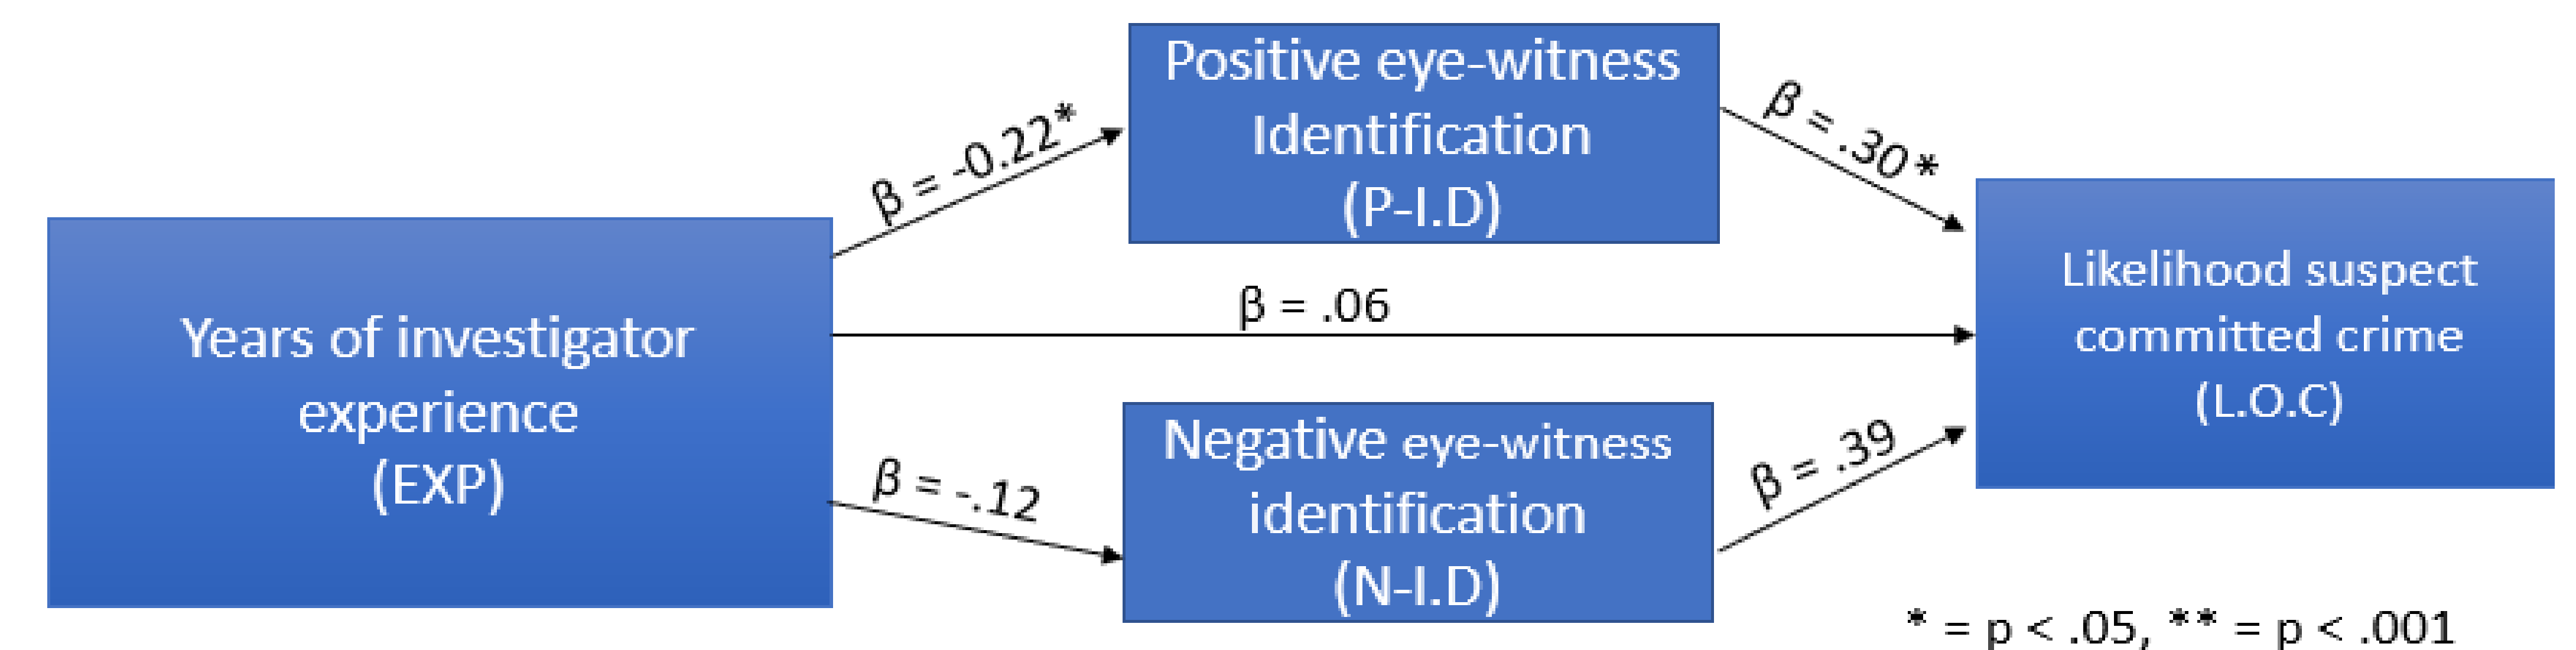 Positive eye-witness
Identification
(P-I.D)
β = -0.22*
β = .30*
Years of investigator
experience
(EXP)
β = .06
Likelihood suspect
committed crime
(L.O.C)
Negative eye-witness
identification
(N-I.D)
β = -.12
β = .39
* = p < .05, ** = p < .001